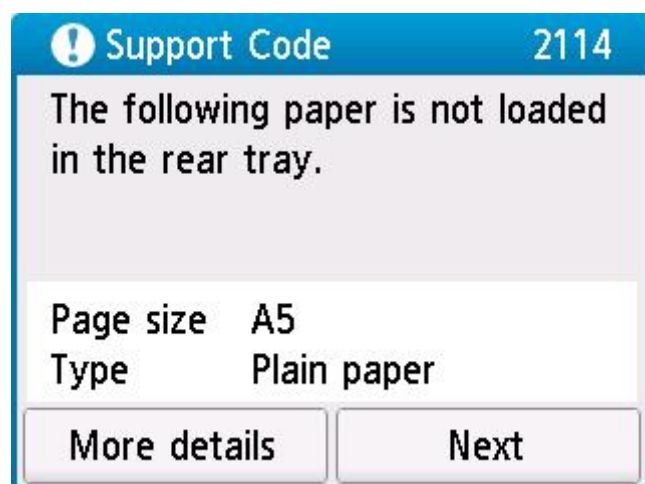 Support Code 2114
The following paper is not loaded
in the rear tray.
Page size A5
Type Plain paper
More details Next